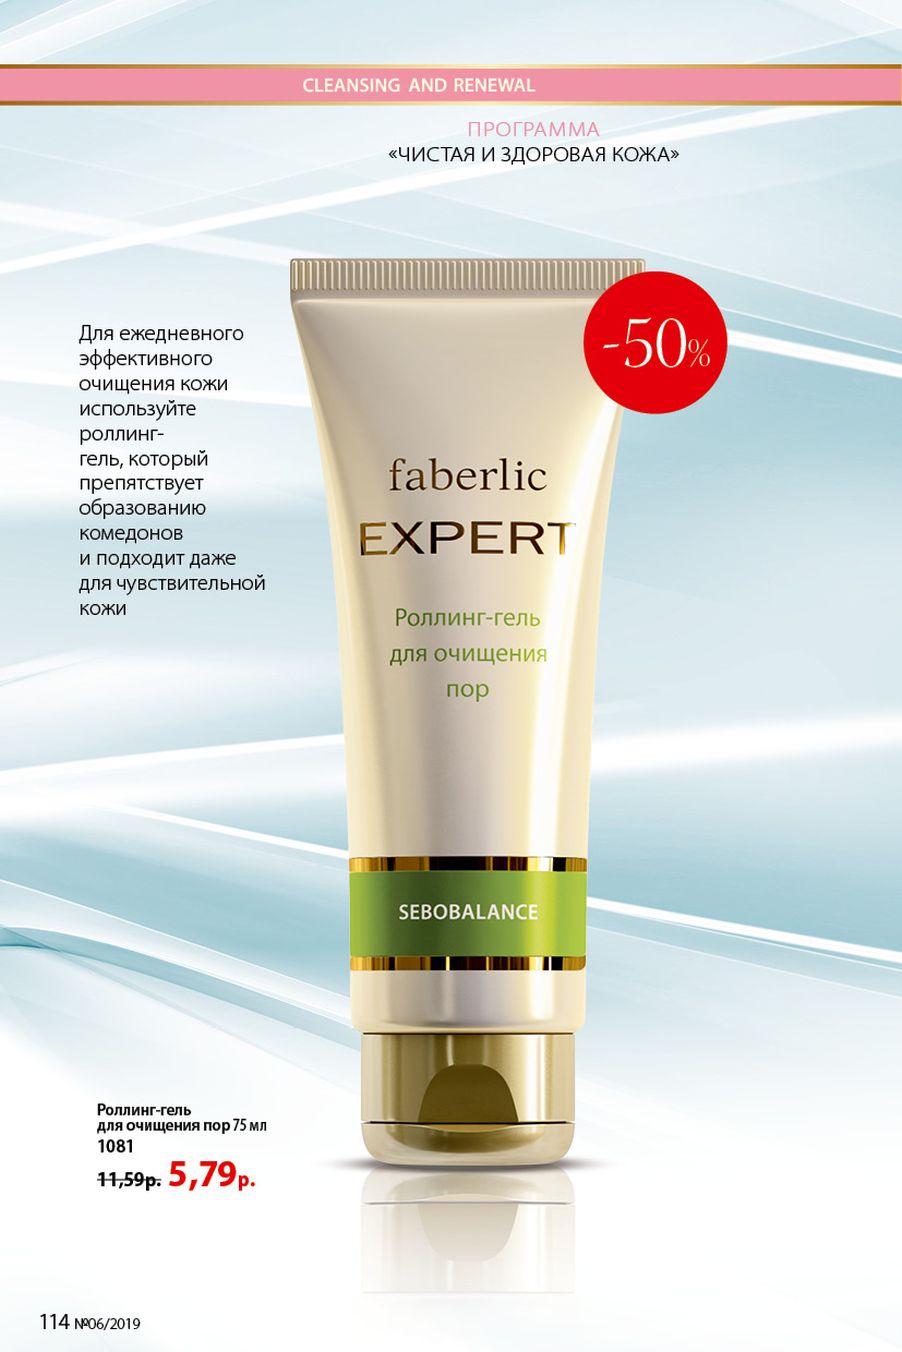 CLEANSING AND RENEWAL
ПРОГРАММА
«ЧИСТАЯ И ЗДОРОВАЯ КОЖА»
Для ежедневного
эффективного
очищения кожи
используйте
роллинг-
гель, который
препятствует
образованию
комедонов
и подходит даже
для чувствительной
кожи
-50%
faberlic
EXPERT
Роллинг-гель
для очищения
пор
SEBOBALANCE
Роллинг-гель
для очищения пор 75 мл
1081
11,59р. 5,79р.
114 №06/2019